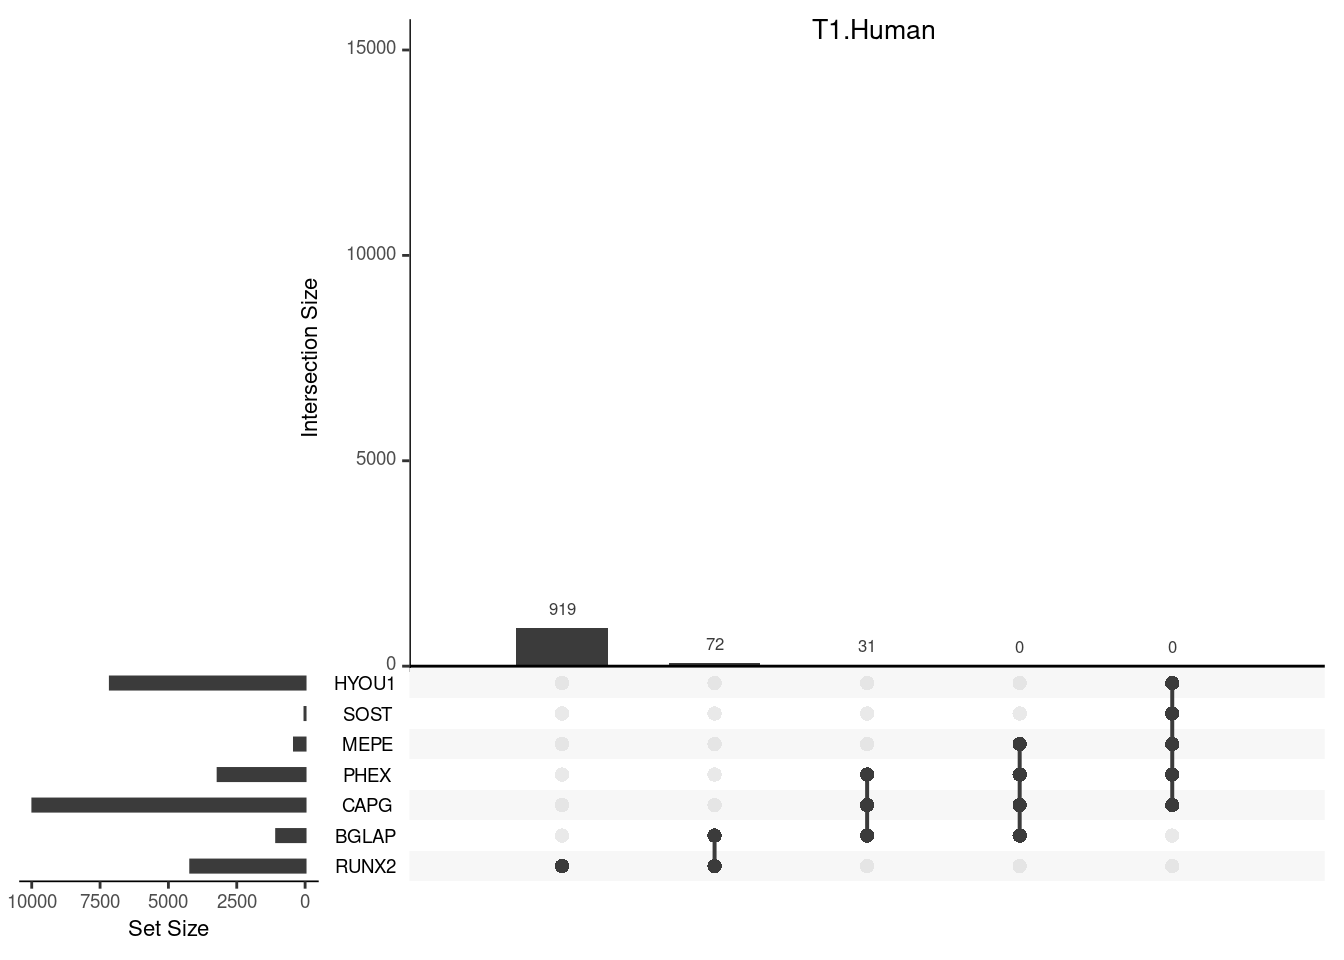 T1.Human
15000
10000
5000
0
Intersection Size
919
72
31
0
0
HYOU1
SOST
MEPE
PHEX
CAPG
BGLAP
RUNX2
10000 7500 5000 2500 0
Set Size